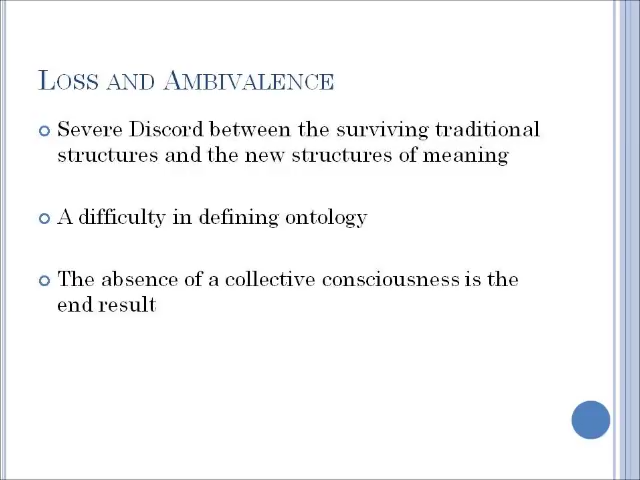 Loss and Ambivalence
Severe Discord between the surviving traditional
structures and the new structures of meaning
A difficulty in defining ontology
The absence of a collective consciousness is the
end result